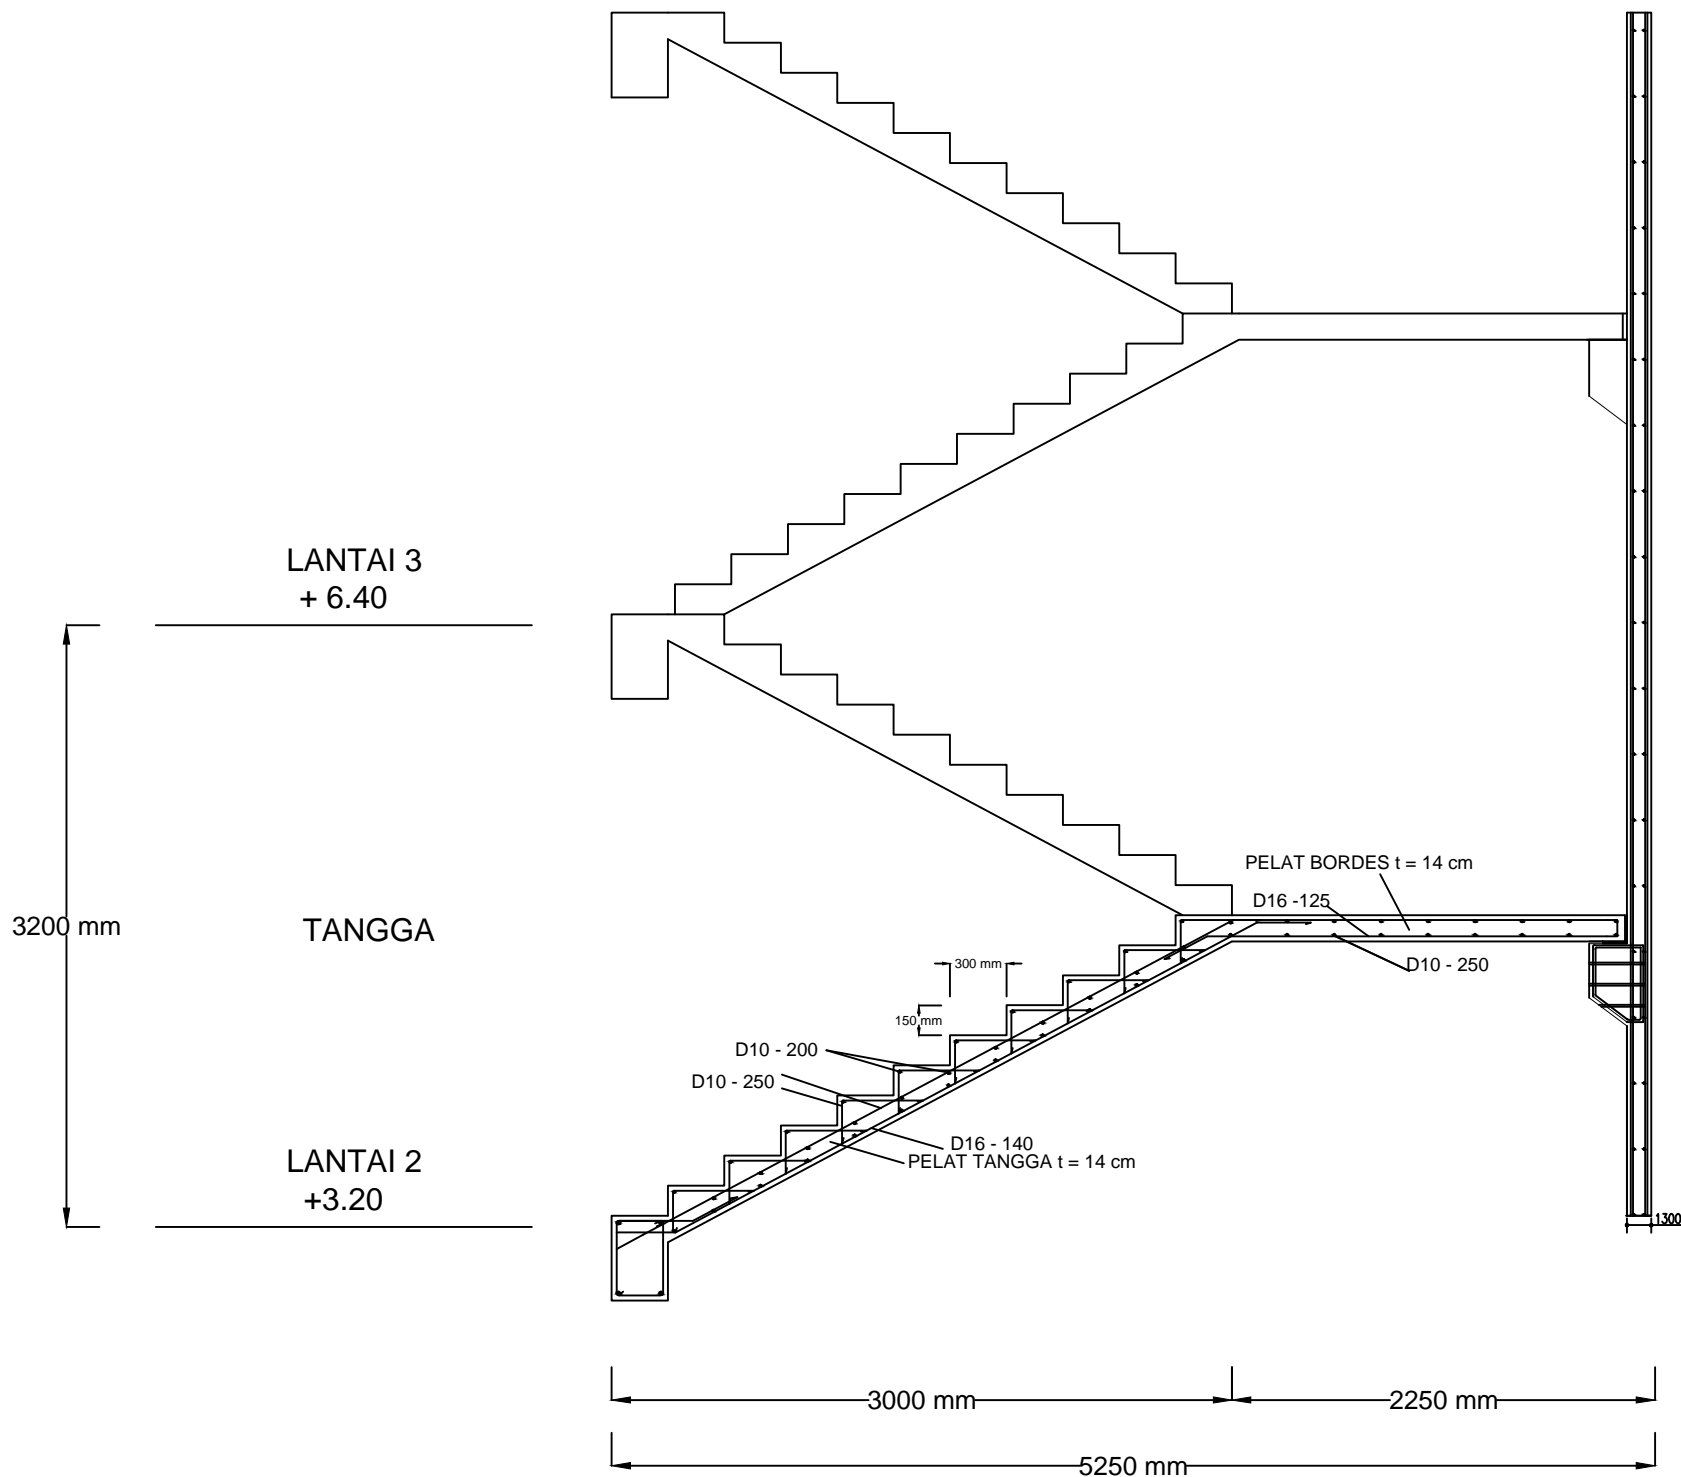 LANTAI 3
+ 6.40
PELAT BORDES t = 14 cm
D16 -125
3200 mm
TANGGA
300 mm
D10 - 250
150 mm
D10 - 200
D10 - 250
D16 - 140
PELAT TANGGA t = 14 cm
LANTAI 2
+3.20
1300
3000 mm
2250 mm
5250 mm